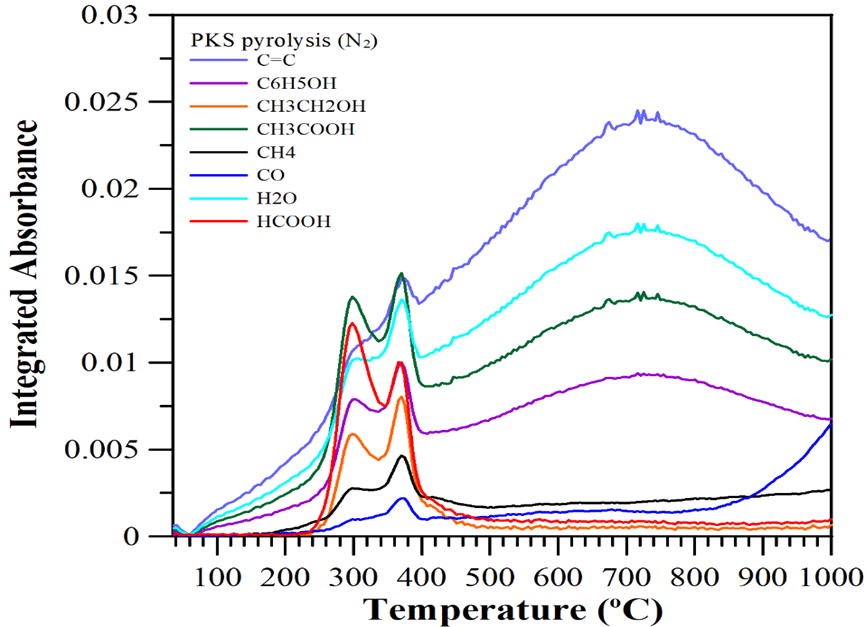 0.03
PKS pyrolysis (N₂)
C=C
C6H5OH
CH3CH2OH
CH3COOH
CH4
CO
H2O
HCOOH
0.025
0.02
0.015
0.01
0.005
0
Integrated Absorbance
100 200 300 400 500 600 700 800 900 1000
Temperature (ºC)